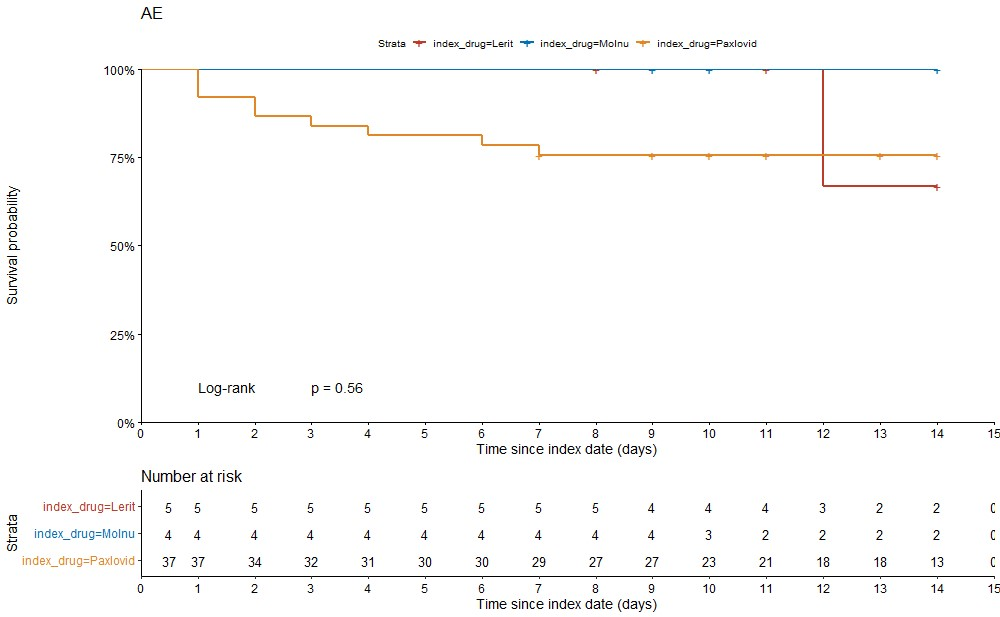 AE
Strata index_drug=Lerit index_drug=Molnu index_drug=Paxlovid
100%
75%
50%
25%
0%
Survival probability
Log-rank p = 0.56
0 1 2 3 4 5 6 7 8 9 10 11 12 13 14 15
Time since index date (days)
Number at risk
Strata
index_drug=Lerit 5 5 5 5 5 5 5 5 5 4 4 4 3 2 2 0
index_drug=Molnu 4 4 4 4 4 4 4 4 4 4 3 2 2 2 2 0
index_drug=Paxlovid 37 37 34 32 31 30 30 29 27 27 23 21 18 18 13 0
0 1 2 3 4 5 6 7 8 9 10 11 12 13 14 15
Time since index date (days)